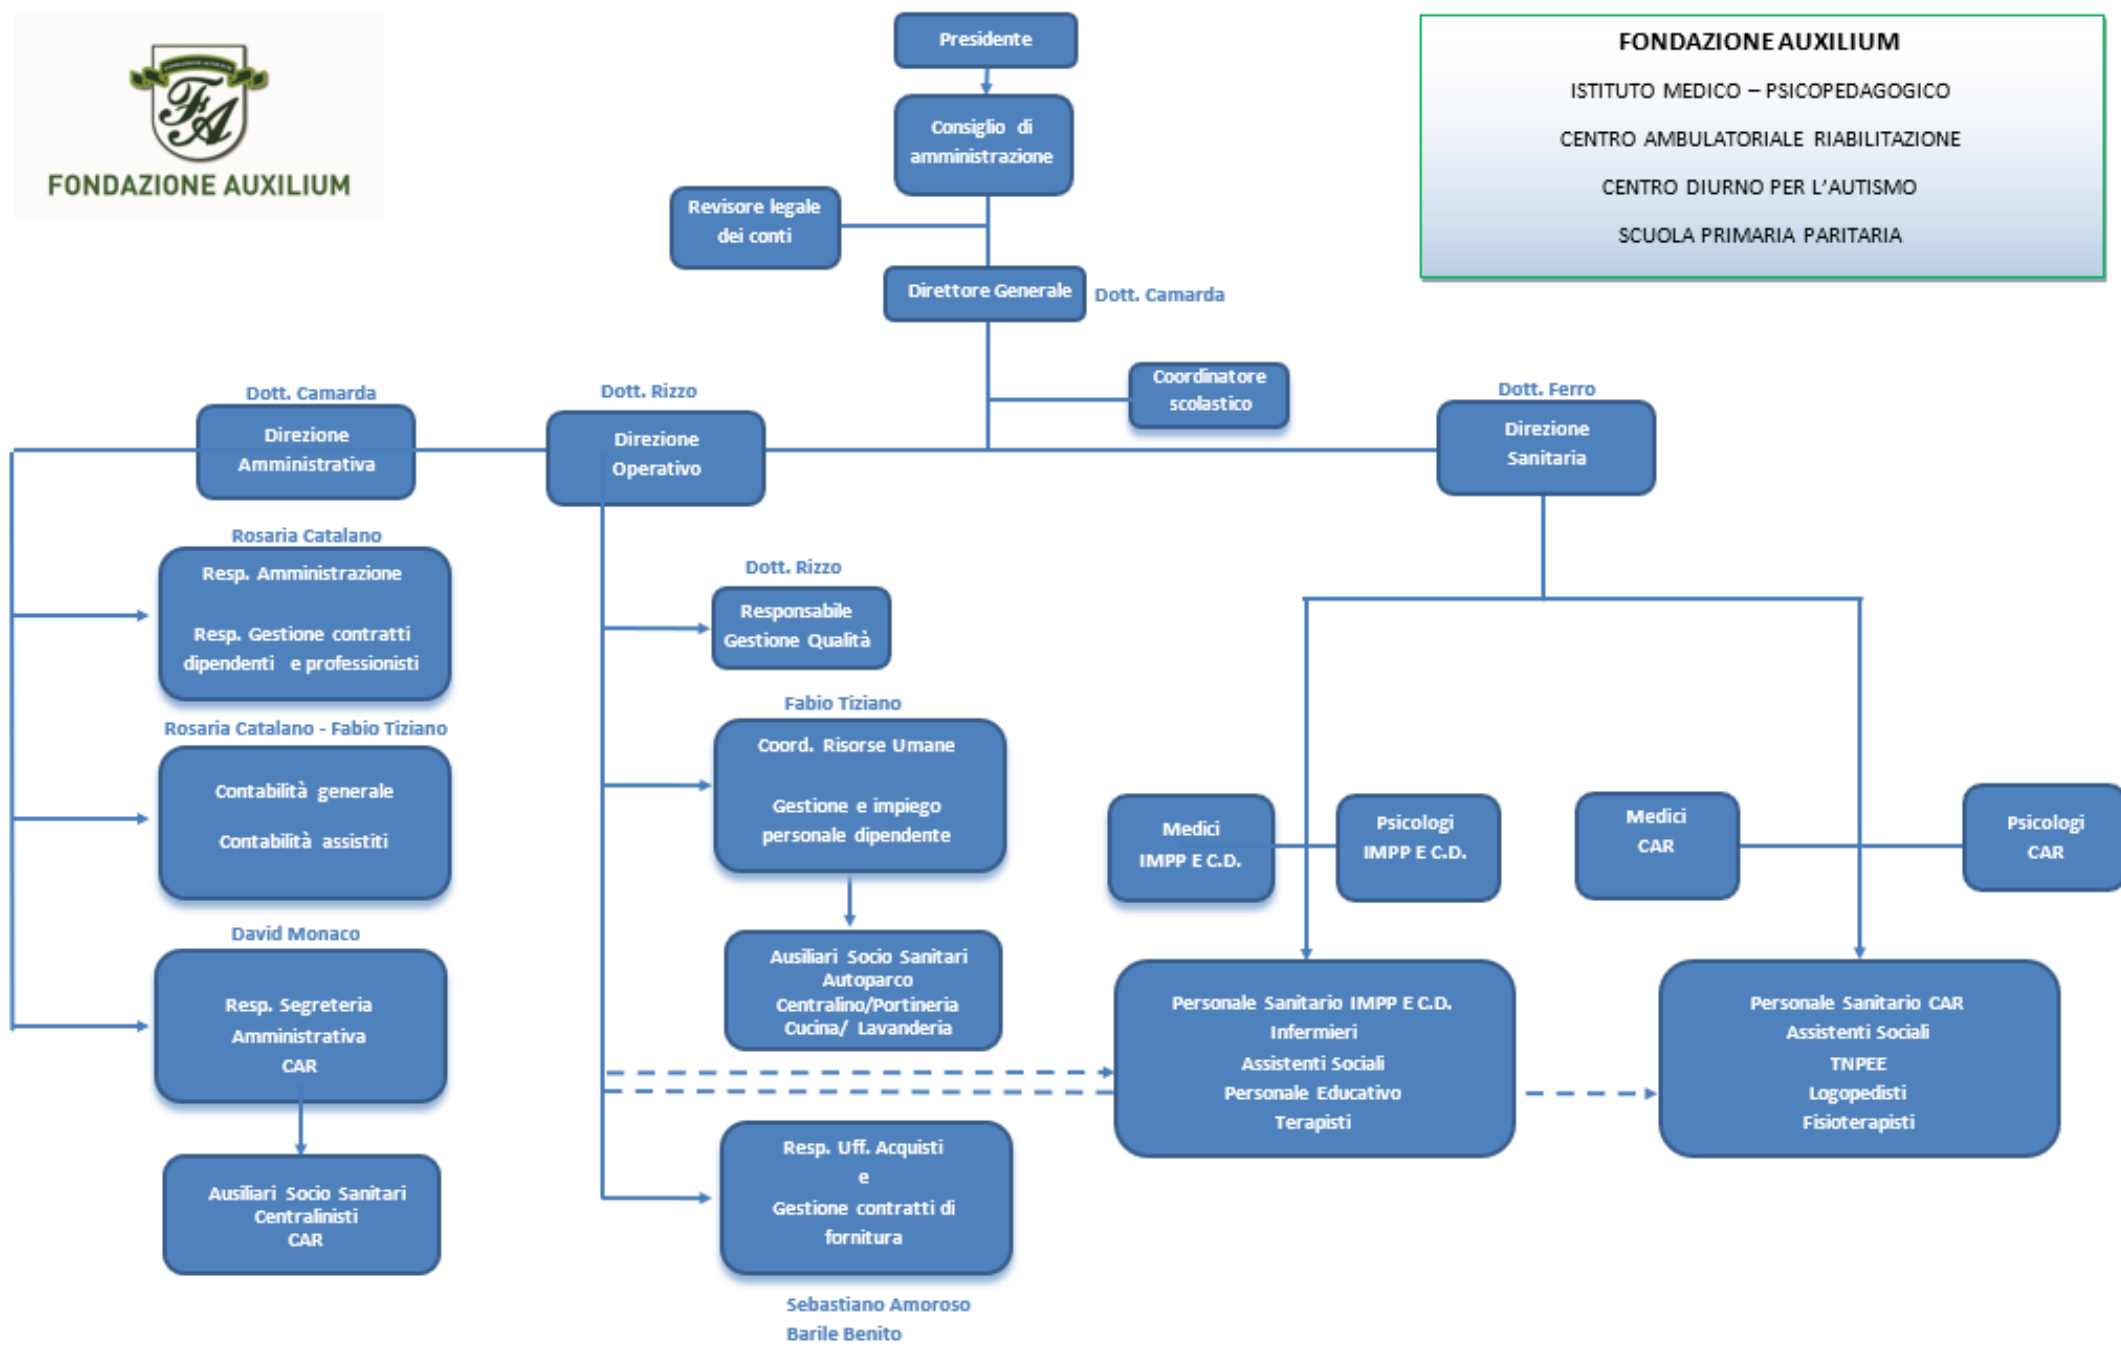 FONDAZIONE AUXILIUM
FA
FONDAZIONE AUXILIUM
Presidente
Consiglio di
amministrazione
Revisore legale
dei conti
Direttore Generale
Dott. Camarda
FONDAZIONE AUXILIUM
ISTITUTO MEDICO – PSICOPEDAGOGICO
CENTRO AMBULATORIALE RIABILITAZIONE
CENTRO DIURNO PER L'AUTISMO
SCUOLA PRIMARIA PARITARIA
Coordinatore
scolastico
Dott. Camarda
Direzione
Amministrativa
Dott. Rizzo
Direzione
Operativo
Dott. Ferro
Direzione
Sanitaria
Rosaria Catalano
Resp. Amministrazione
Resp. Gestione contratti
dipendenti e professionisti
Rosaria Catalano - Fabio Tiziano
Contabilità generale
Contabilità assistiti
David Monaco
Resp. Segreteria
Amministrativa
CAR
Ausiliari Socio Sanitari
Centralinisti
CAR
Dott. Rizzo
Responsabile
Gestione Qualità
Fabio Tiziano
Coord. Risorse Umane
Gestione e impiego
personale dipendente
Ausiliari Socio Sanitari
Autoparco
Centralino/Portineria
Cucina/ Lavanderia
Resp. Uff. Acquisti
e
Gestione contratti di
fornitura
Sebastiano Amoroso
Barile Benito
Medici
IMPP E C.D.
Psicologi
IMPP E C.D.
Medici
CAR
Psicologi
CAR
Personale Sanitario IMPP E C.D.
Infermieri
Assistenti Sociali
Personale Educativo
Terapisti
Personale Sanitario CAR
Assistenti Sociali
TNPEE
Logopedisti
Fisioterapisti